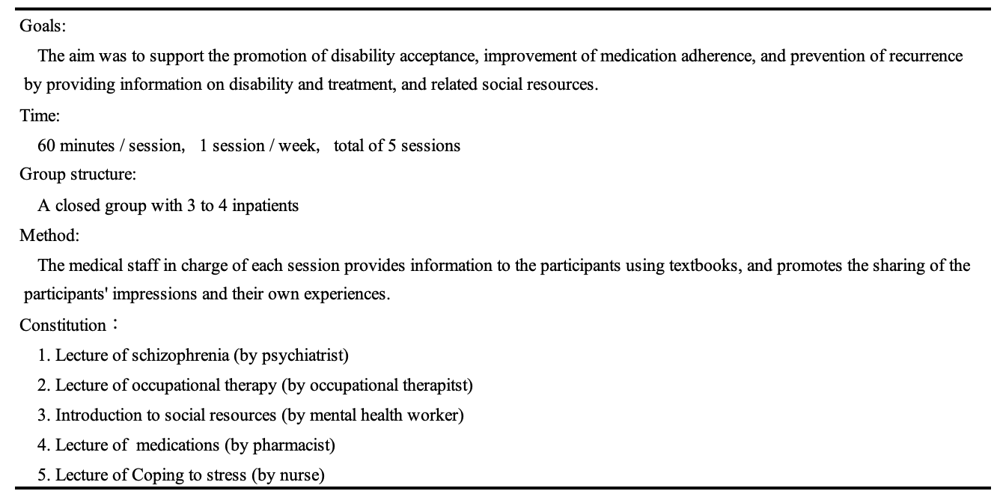 Goals:
The aim was to support the promotion of disability acceptance, improvement of medication adherence, and prevention of recurrence
by providing information on disability and treatment, and related social resources.
Time:
60 minutes / session, 1 session / week, total of 5 sessions
Group structure:
A closed group with 3 to 4 inpatients
Method:
The medical staff in charge of each session provides information to the participants using textbooks, and promotes the sharing of the
participants' impressions and their own experiences.
Constitution：
1. Lecture of schizophrenia (by psychiatrist)
2. Lecture of occupational therapy (by occupational therapitst)
3. Introduction to social resources (by mental health worker)
4. Lecture of medications (by pharmacist)
5. Lecture of Coping to stress (by nurse)